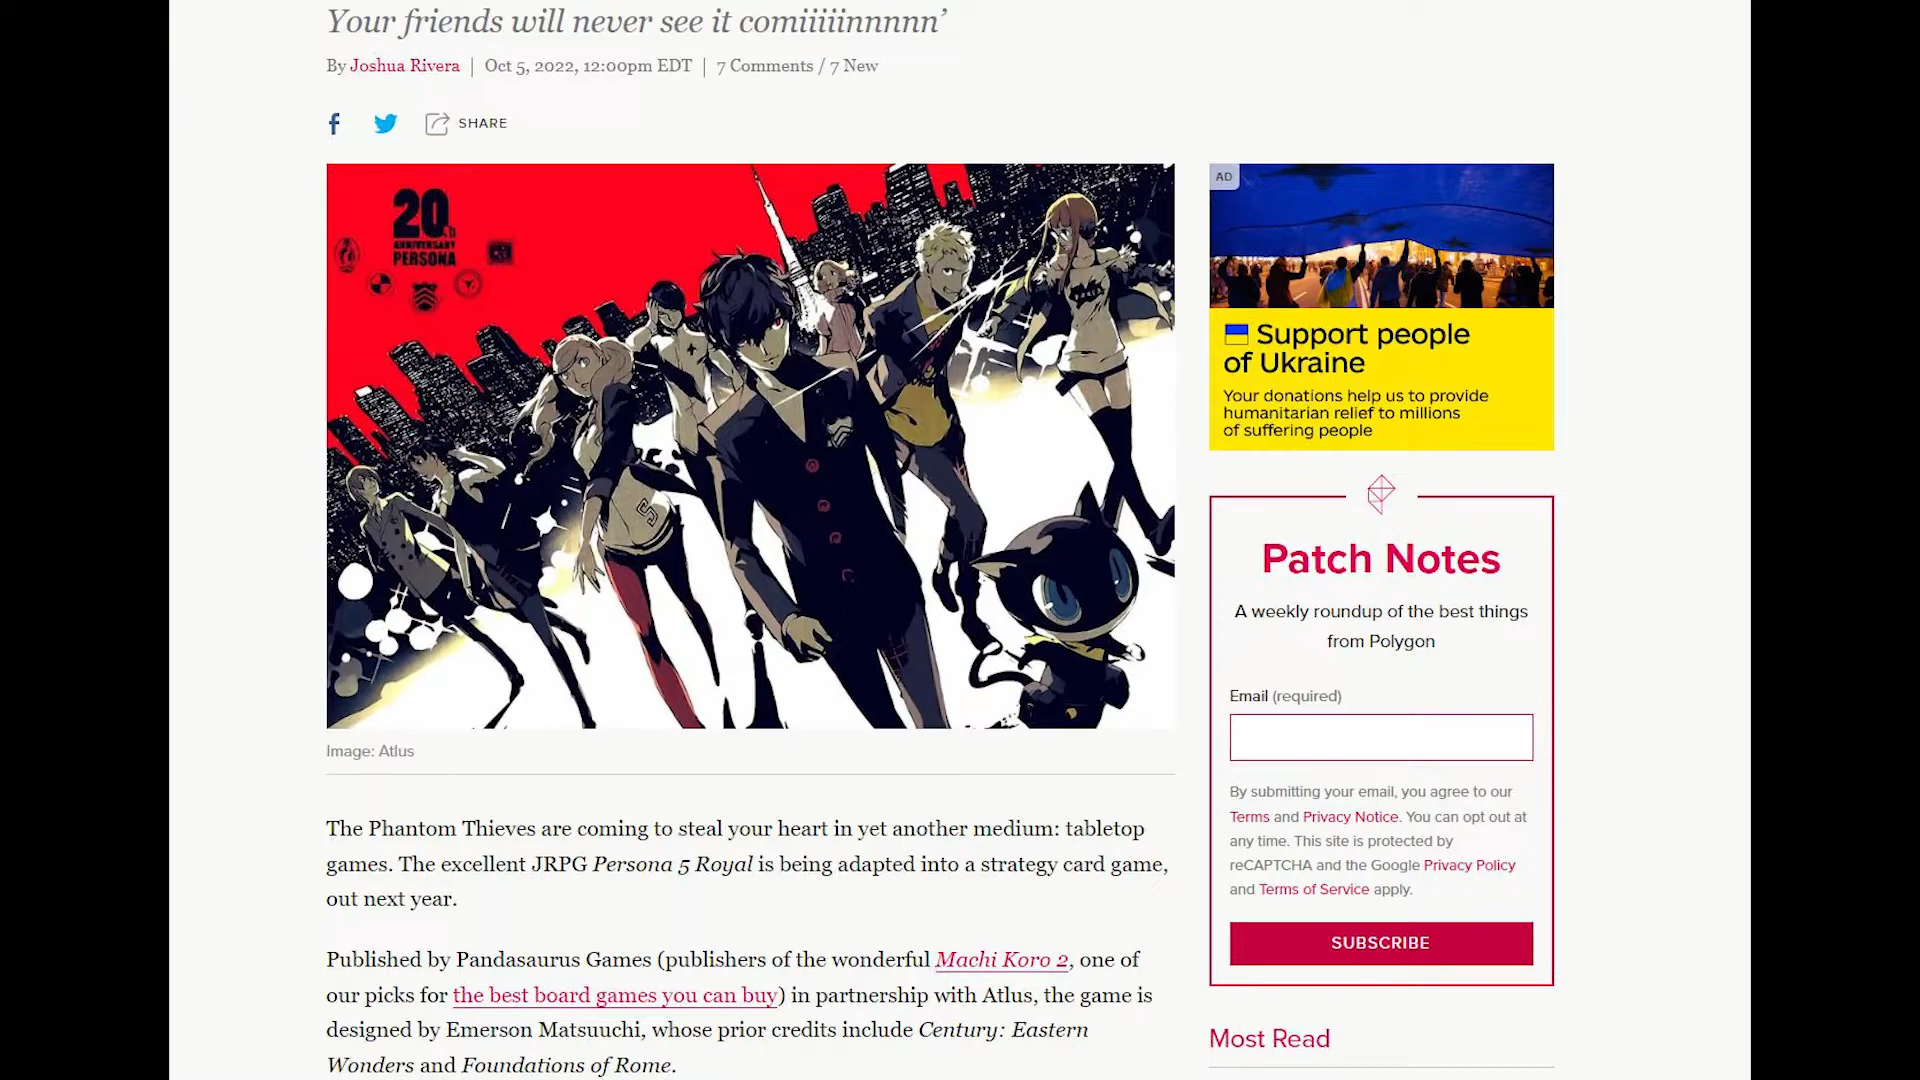 Your friends will never see it comiiiiinnnnn’
By Joshua Rivera | Oct 5, 2022, 12:00pm EDT | 7 Comments / 7 New
SHARE
20th
ANNIVERSARY
PERSONA
S
Image: Atlus
The Phantom Thieves are coming to steal your heart in yet another medium: tabletop
games. The excellent JRPG Persona 5 Royal is being adapted into a strategy card game,
out next year.
Published by Pandasaurus Games (publishers of the wonderful Machi Koro 2, one of
our picks for the best board games you can buy) in partnership with Atlus, the game is
designed by Emerson Matsuuchi, whose prior credits include Century: Eastern
Wonders and Foundations of Rome.
AD
Support people
of Ukraine
Your donations help us to provide
humanitarian relief to millions
of suffering people
Patch Notes
A weekly roundup of the best things
from Polygon
Email (required)
By submitting your email, you agree to our
Terms and Privacy Notice. You can opt out at
any time. This site is protected by
reCAPTCHA and the Google Privacy Policy
and Terms of Service apply.
SUBSCRIBE
Most Read